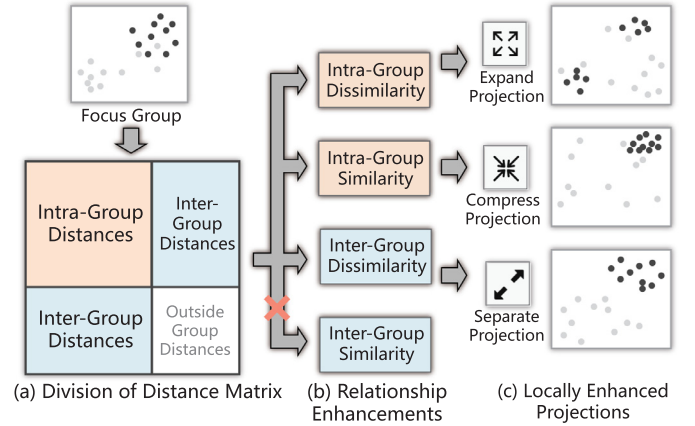 Focus Group
Intra-Group
Distances
Inter-
Group
Distances
Inter-Group
Distances
Outside
Group
Distances
(a) Division of Distance Matrix
Intra-Group
Dissimilarity
Intra-Group
Similarity
Inter-Group
Dissimilarity
Inter-Group
Similarity
(b) Relationship
Enhancements
Expand
Projection
Compress
Projection
Separate
Projection
(c) Locally Enhanced
Projections